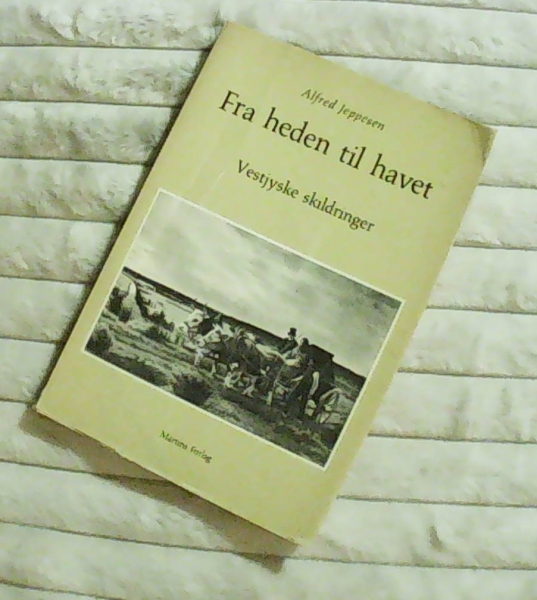 Alfred Jeppesen
Fra heden til havet
Vestjyske skildringer
Martins Forlag